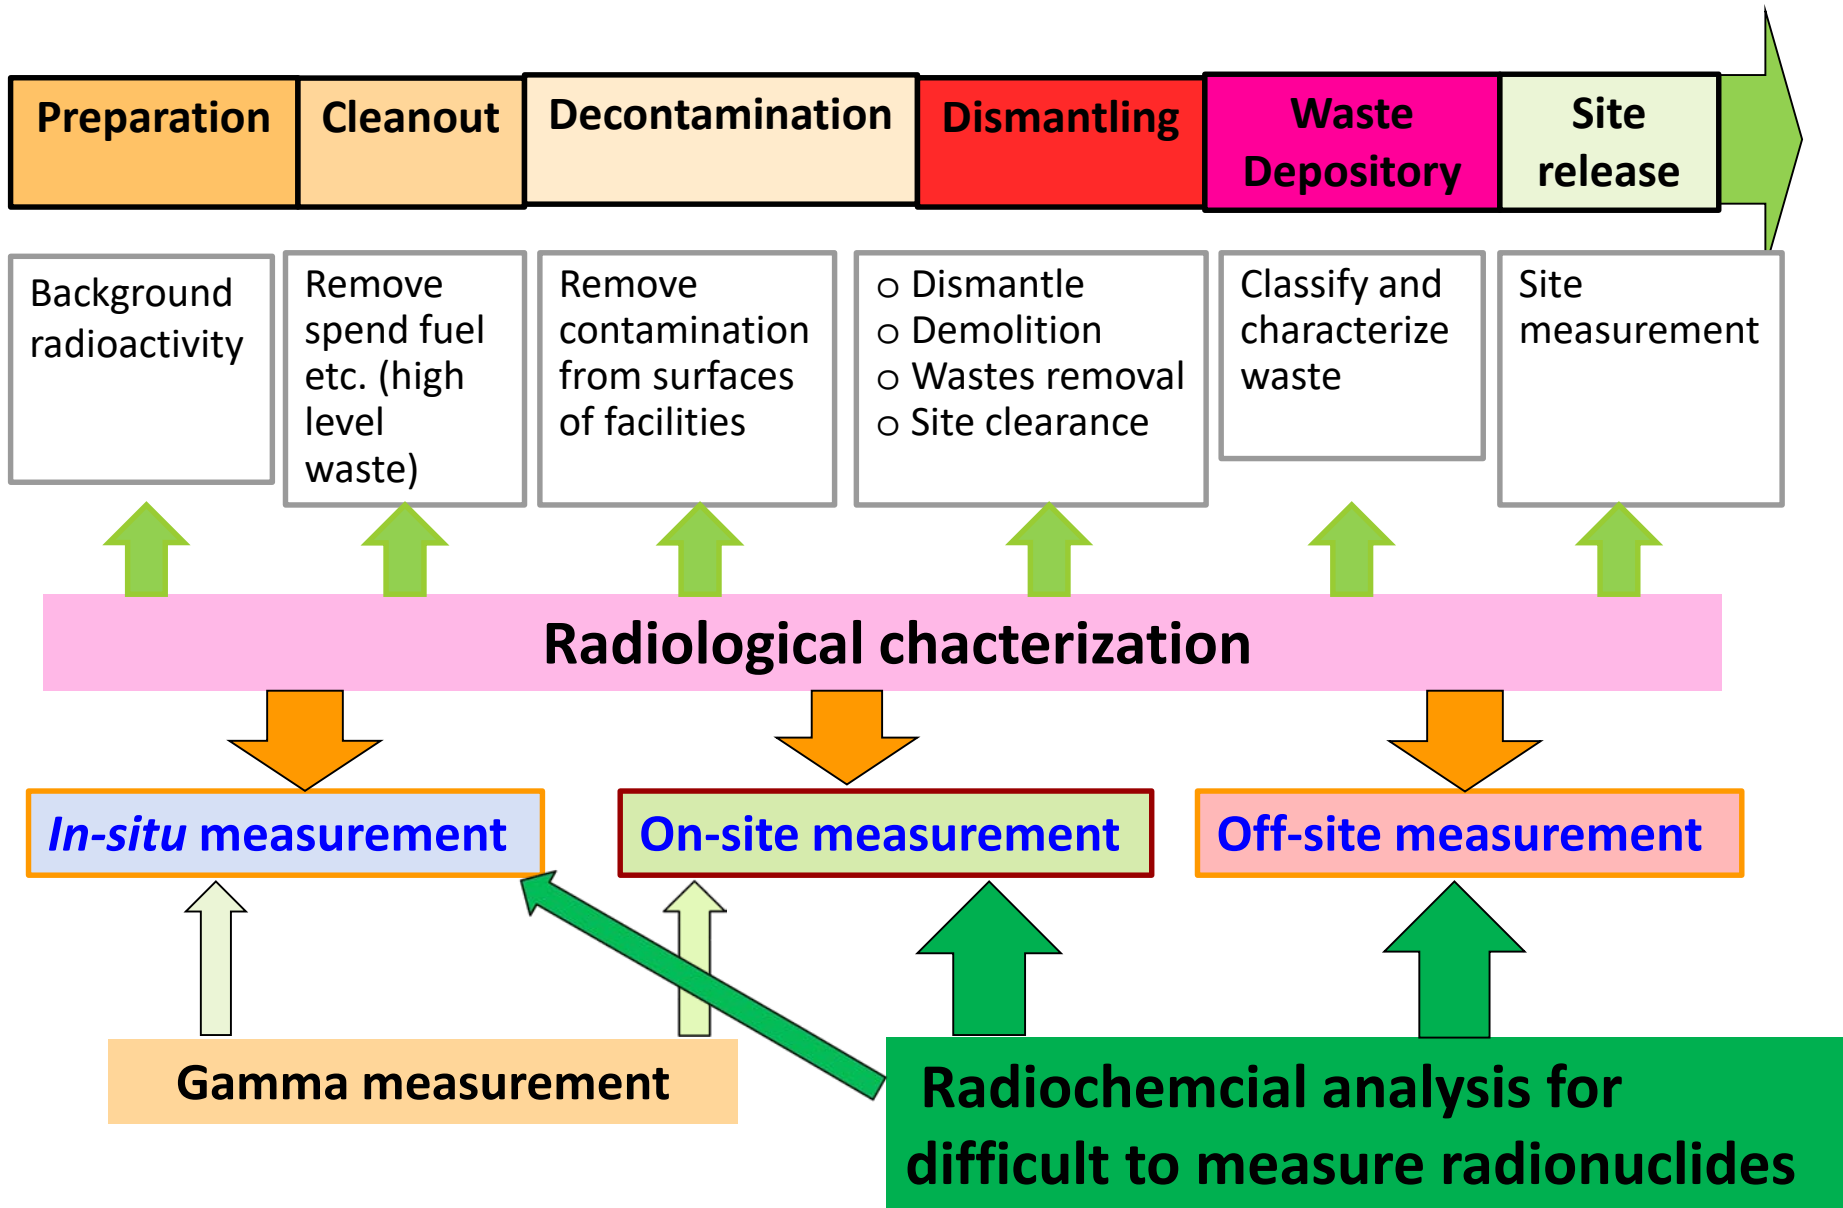 Preparation
Cleanout
Decontamination
Dismantling
Waste
Depository
Site
release
Background
radioactivity
Remove
spend fuel
etc. (high
level
waste)
Remove
contamination
from surfaces
of facilities
o Dismantle
o Demolition
o Wastes removal
o Site clearance
Classify and
characterize
waste
Site
measurement
Radiological chacterization
In-situ measurement
On-site measurement
Off-site measurement
Gamma measurement
Radiochemcial analysis for
difficult to measure radionuclides